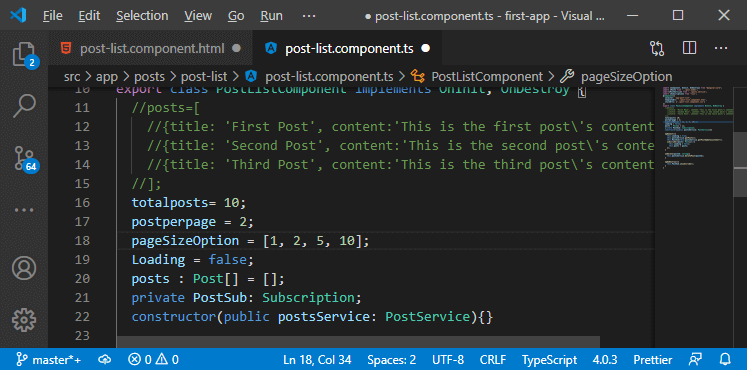 File Edit Selection View Go Run ··· ● post-list.component.ts - first-app - Visual ...
post-list.component.html ● post-list.component.ts ●
src > app > posts > post-list > post-list.component.ts > PostListComponent > pageSizeOption
2
64
10 export class PostListComponent implements OnInit, OnDestroy {
11 //posts=[
12 //{title: 'First Post', content:'This is the first post\'s content
13 //{title: 'Second Post', content:'This is the second post\'s conte
14 //{title: 'Third Post', content:'This is the third post\'s content
15 //];
16 totalposts= 10;
17 postperpage = 2;
18 pageSizeOption = [1, 2, 5, 10];
19 Loading = false;
20 posts : Post[] = [];
21 private PostSub: Subscription;
22 constructor(public postsService: PostService){}
23
master*+ 0 0 Ln 18, Col 34 Spaces: 2 UTF-8 CRLF TypeScript 4.0.3 Prettier